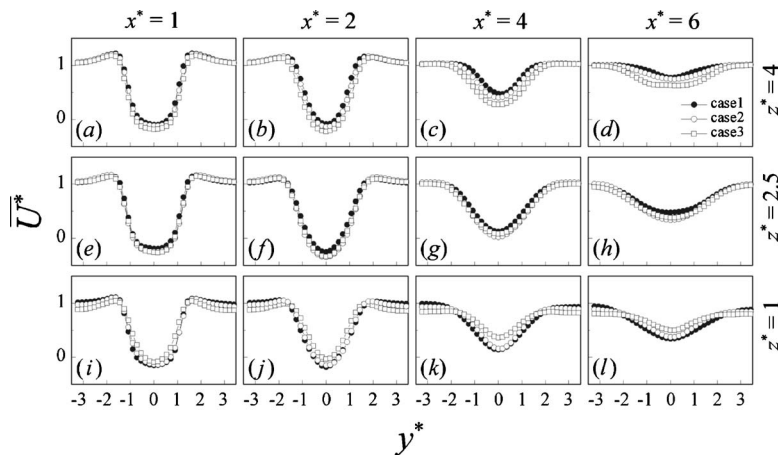 x* = 1 x* = 2 x* = 4 x* = 6
1
0
(a) (b) (c) (d)
case1
case2
case3
z* = 4
1
0
(e) (f) (g) (h)
z* = 2.5
U*
1
0
(i) (j) (k) (l)
z* = 1
-3 -2 -1 0 1 2 3 -3 -2 -1 0 1 2 3 -3 -2 -1 0 1 2 3 -3 -2 -1 0 1 2 3
y*